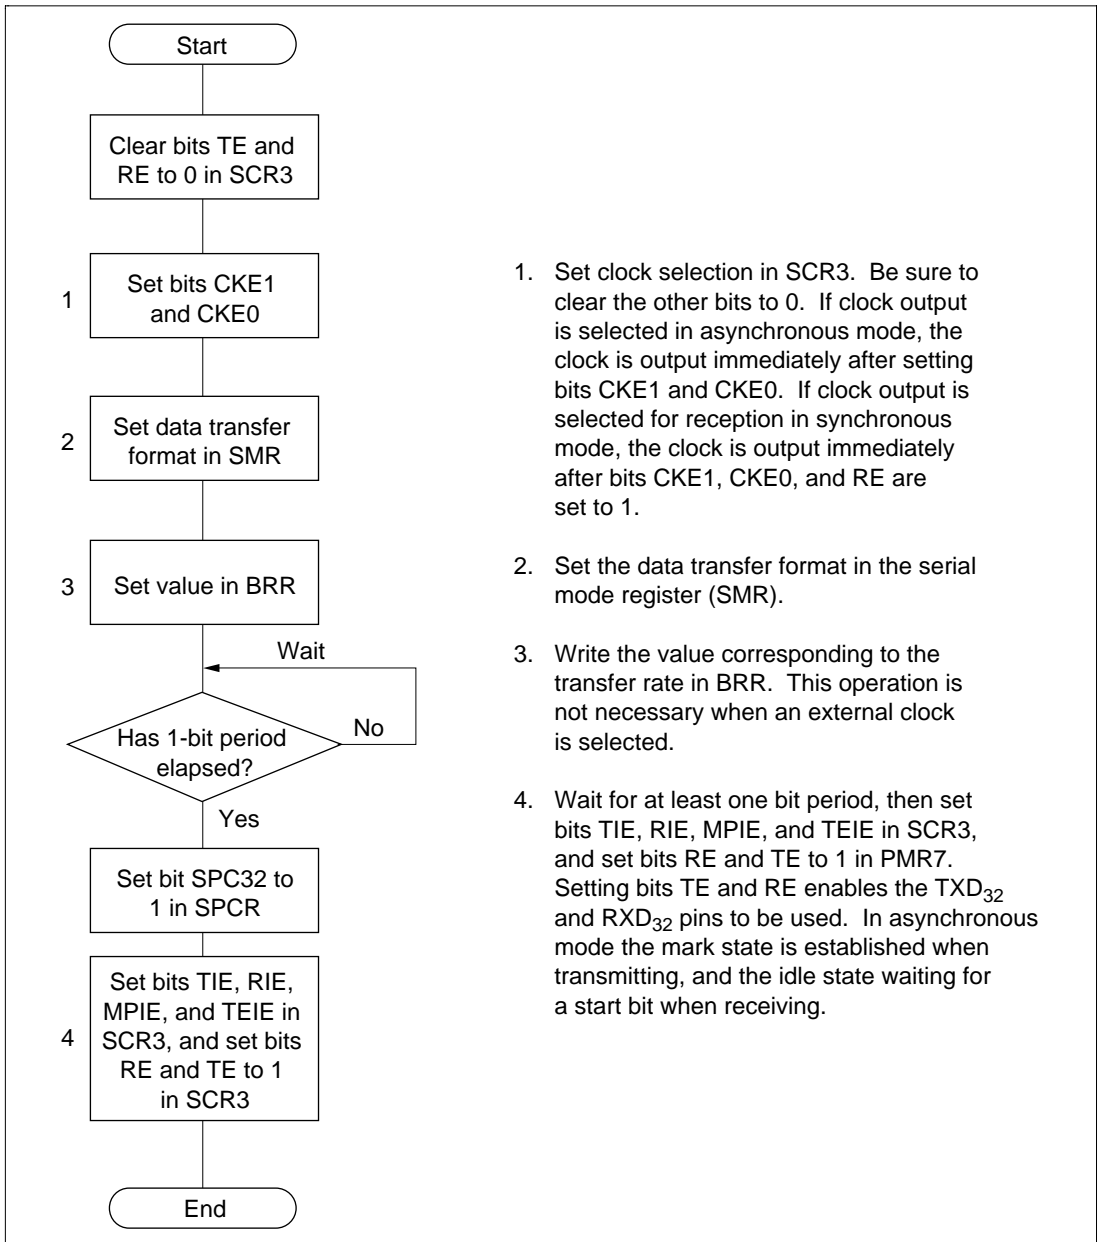 Start
Clear bits TE and
RE to 0 in SCR3
1
Set bits CKE1
and CKE0
2
Set data transfer
format in SMR
3
Set value in BRR
Wait
Has 1-bit period
elapsed?
No
Yes
Set bit SPC32 to
1 in SPCR
4
Set bits TIE, RIE,
MPIE, and TEIE in
SCR3, and set bits
RE and TE to 1
in SCR3
End
1. Set clock selection in SCR3. Be sure to
clear the other bits to 0. If clock output
is selected in asynchronous mode, the
clock is output immediately after setting
bits CKE1 and CKE0. If clock output is
selected for reception in synchronous
mode, the clock is output immediately
after bits CKE1, CKE0, and RE are
set to 1.
2. Set the data transfer format in the serial
mode register (SMR).
3. Write the value corresponding to the
transfer rate in BRR. This operation is
not necessary when an external clock
is selected.
4. Wait for at least one bit period, then set
bits TIE, RIE, MPIE, and TEIE in SCR3,
and set bits RE and TE to 1 in PMR7.
Setting bits TE and RE enables the TXD32
and RXD32 pins to be used. In asynchronous
mode the mark state is established when
transmitting, and the idle state waiting for
a start bit when receiving.